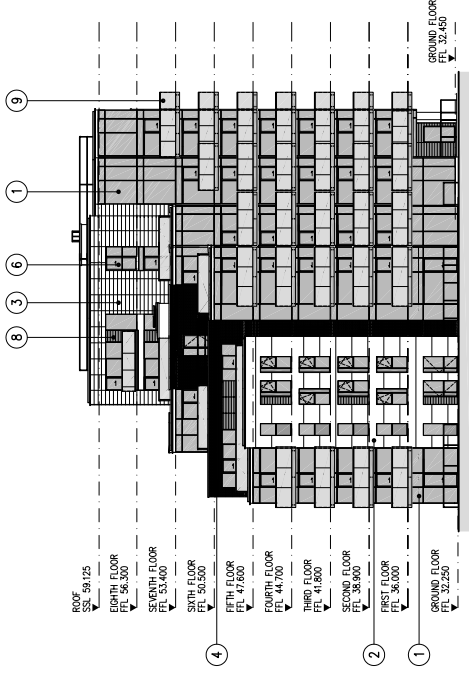 ROOF
SSL 59.125
EIGHTH FLOOR
FFL 56.300
SEVENTH FLOOR
FFL 53.400
SIXTH FLOOR
FFL 50.500
FIFTH FLOOR
FFL 47.600
FOURTH FLOOR
FFL 44.700
THIRD FLOOR
FFL 41.800
SECOND FLOOR
FFL 38.900
FIRST FLOOR
FFL 36.000
GROUND FLOOR
FFL 32.250
4
2
1
8
3
6
1
9
GROUND FLOOR
FFL 32.450